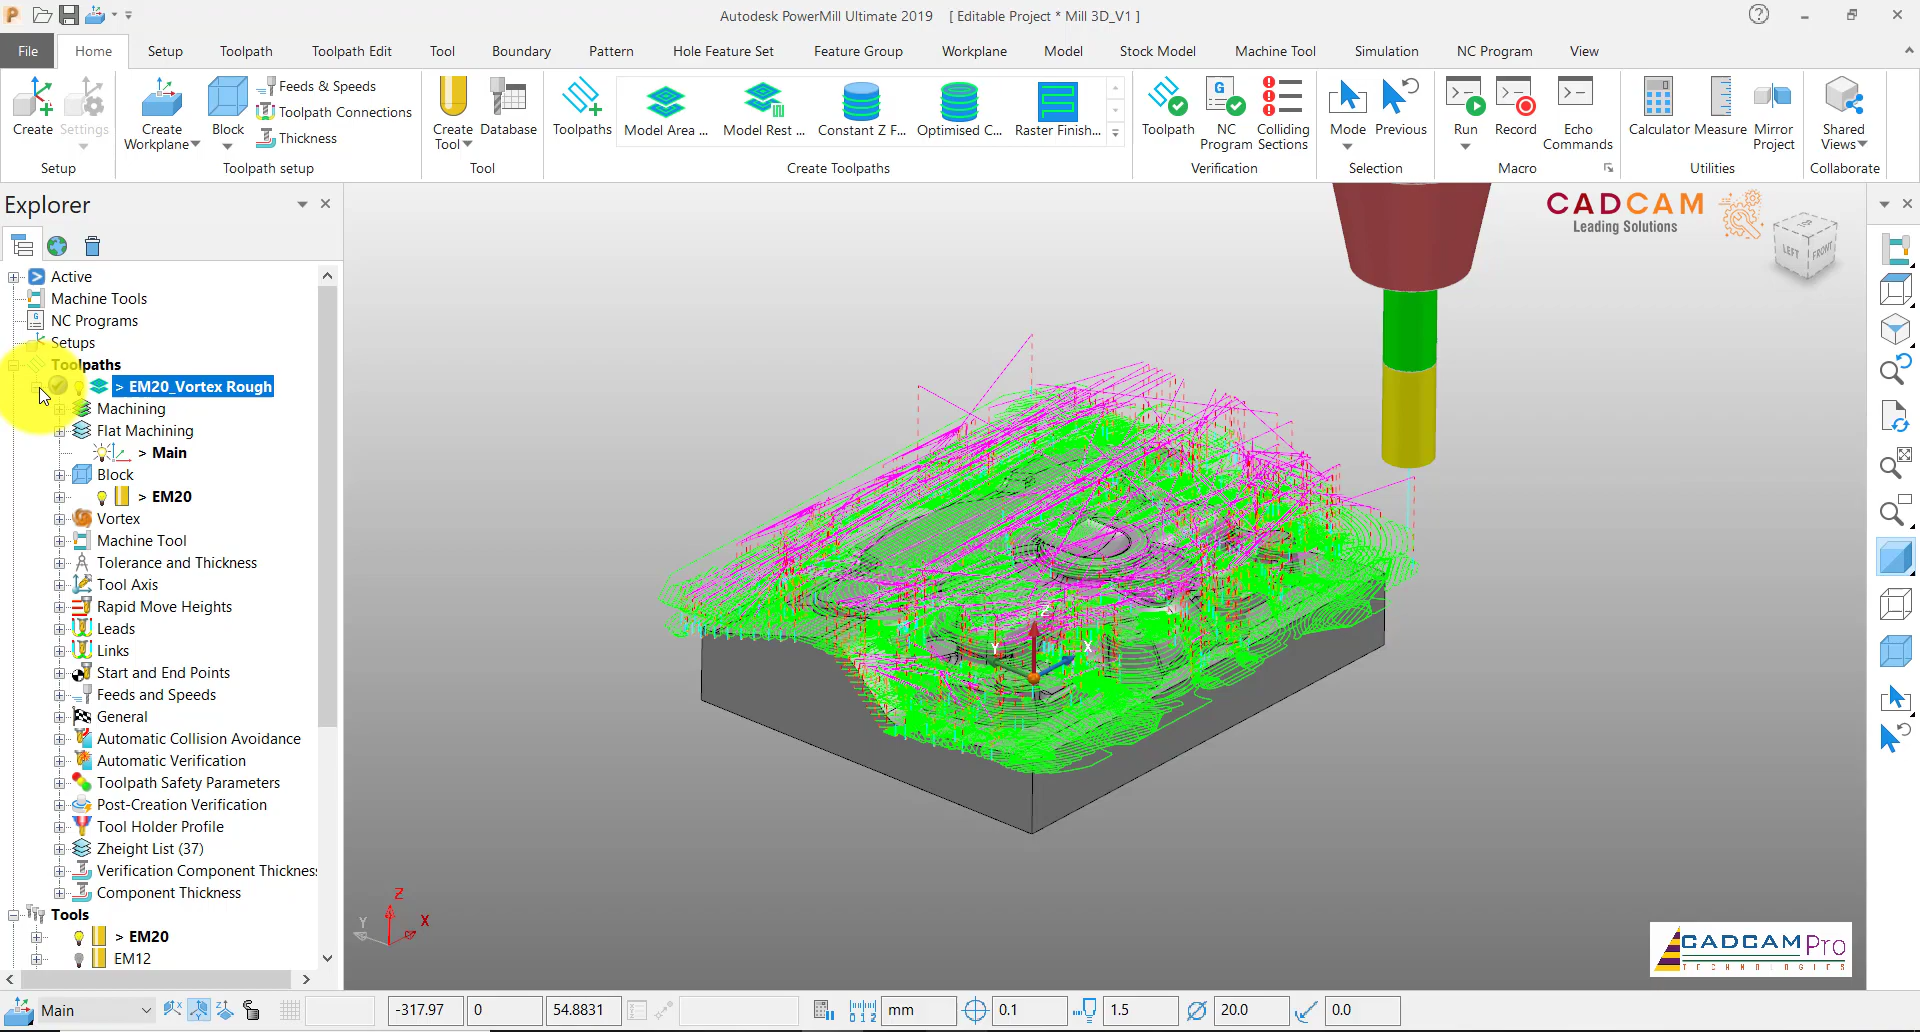 Autodesk PowerMill Ultimate 2019 [ Editable Project * Mill 3D_V1 ]
File Home Setup Toolpath Toolpath Edit Tool Boundary Pattern Hole Feature Set Feature Group Workplane Model Stock Model Machine Tool Simulation NC Program View
Create
Settings
Setup
Create Workplane
Block
Feeds & Speeds
Toolpath Connections
Thickness
Toolpath setup
Create Tool
Database
Tool
Toolpaths
Model Area ...
Model Rest ...
Constant Z F...
Optimised C...
Raster Finish...
Create Toolpaths
Toolpath
NC Program
Colliding Sections
Verification
Mode
Previous
Selection
Run
Record
Echo Commands
Macro
Calculator
Measure
Mirror Project
Utilities
Shared Views
Collaborate
Explorer
Active
Machine Tools
NC Programs
Setups
Toolpaths
> EM20_Vortex Rough
Machining
Flat Machining
> Main
Block
> EM20
Vortex
Machine Tool
Tolerance and Thickness
Tool Axis
Rapid Move Heights
Leads
Links
Start and End Points
Feeds and Speeds
General
Automatic Collision Avoidance
Automatic Verification
Toolpath Safety Parameters
Post-Creation Verification
Tool Holder Profile
Zheight List (37)
Verification Component Thicknes
Component Thickness
Tools
> EM20
EM12
CADCAM
Leading Solutions
LEFT
FRONT
Z
Y
X
Z
Y
X
CADCAM Pro
TECHNOLOGIES
Main -317.97 0 54.8831 mm 0.1 1.5 20.0 0.0